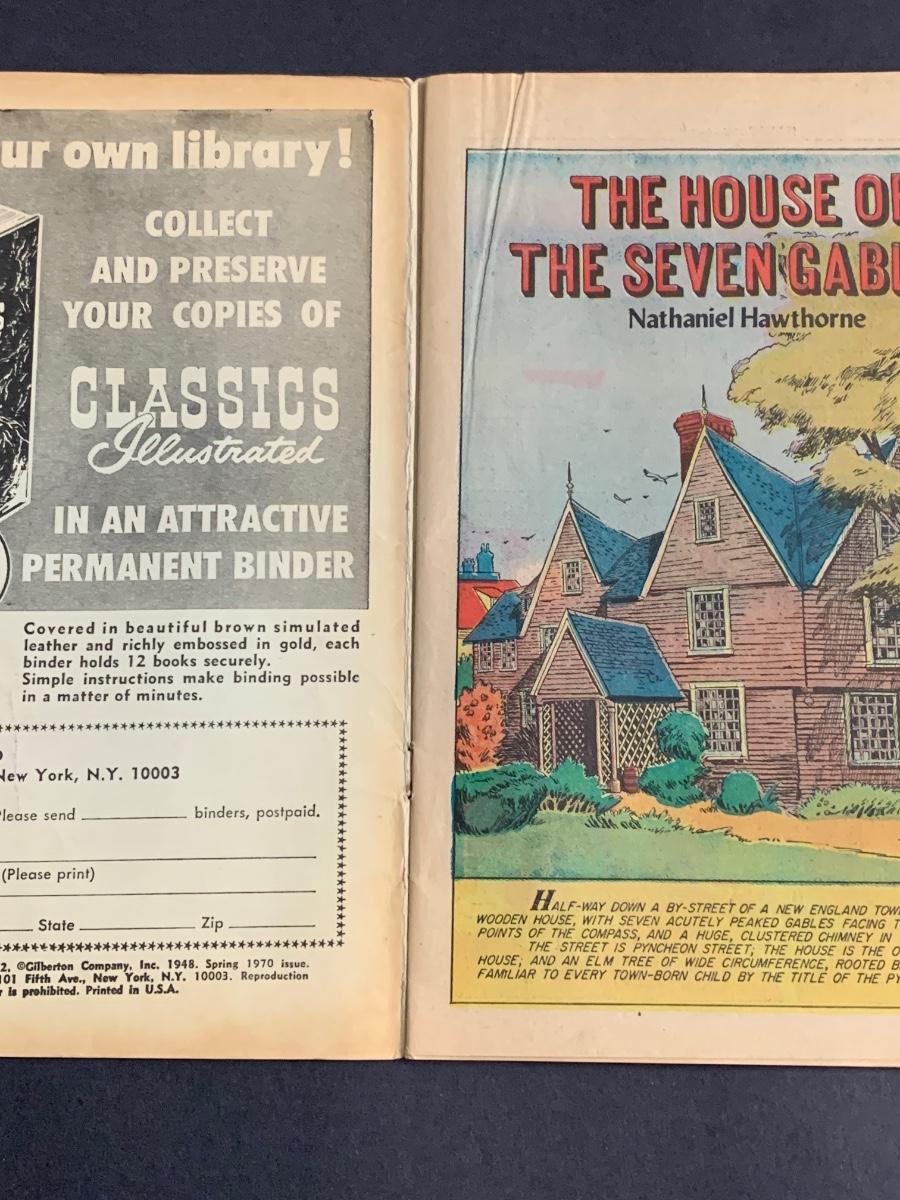 ur own library!
COLLECT
AND PRESERVE
YOUR COPIES OF
CLASSICS
Illustrated
IN AN ATTRACTIVE
PERMANENT BINDER
Covered in beautiful brown simulated
leather and richly embossed in gold, each
binder holds 12 books securely.
Simple instructions make binding possible
in a matter of minutes.
New York, N.Y. 10003
Please send binders, postpaid.
(Please print)
State Zip
2, ©Gilberton Company, Inc. 1948. Spring 1970 issue.
101 Fifth Ave., New York, N.Y. 10003. Reproduction
r is prohibited. Printed in U.S.A.
THE HOUSE OF
THE SEVEN GABL
Nathaniel Hawthorne
HALF-WAY DOWN A BY-STREET OF A NEW ENGLAND TOW
WOODEN HOUSE, WITH SEVEN ACUTELY PEAKED GABLES FACING T
POINTS OF THE COMPASS, AND A HUGE, CLUSTERED CHIMNEY IN
THE STREET IS PYNCHEON STREET; THE HOUSE IS THE O
HOUSE; AND AN ELM TREE OF WIDE CIRCUMFERENCE, ROOTED B
FAMILIAR TO EVERY TOWN-BORN CHILD BY THE TITLE OF THE PY